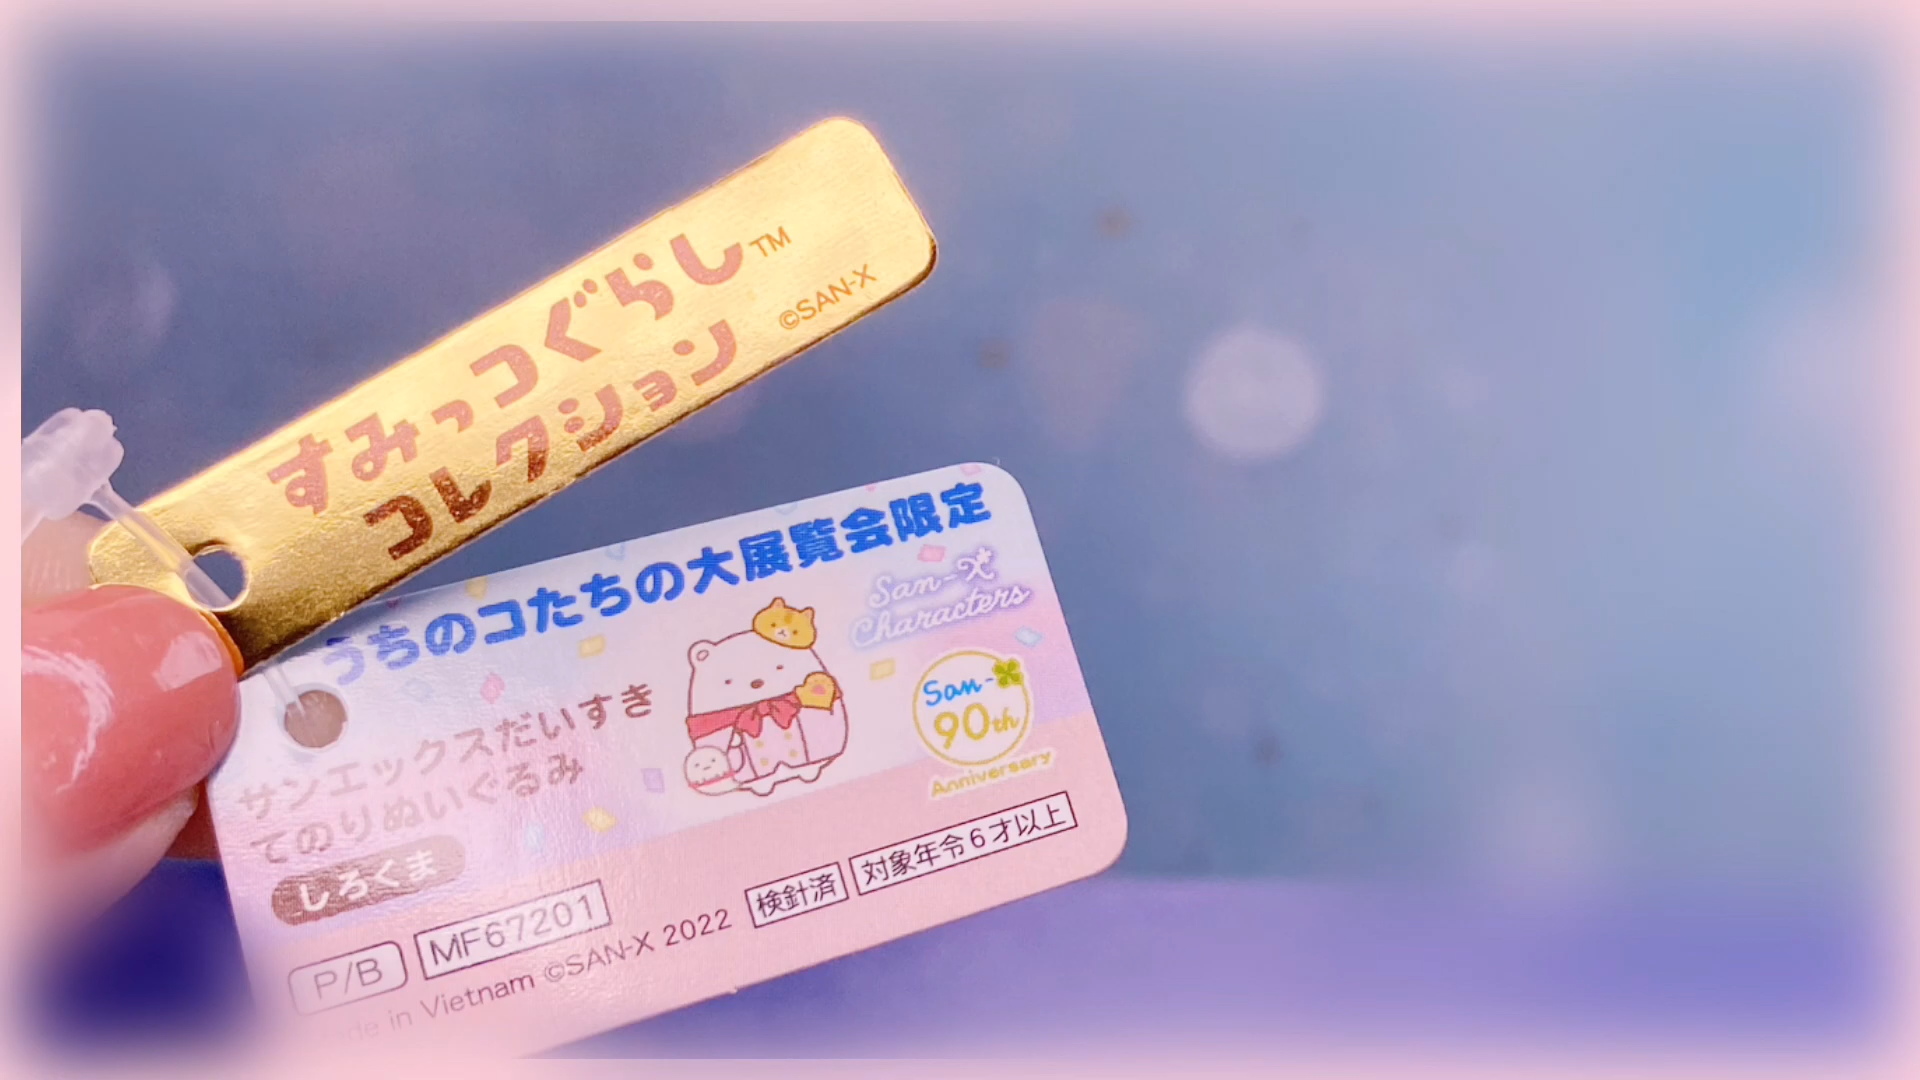 すみっつぐらし™
コレクション
©SAN-X
うちのコたちの大展覧会限定
San-X
Characters
サンエックスだいすき
てのりぬいぐるみ
しろくま
San-X
90th
Anniversary
P/B
MF67201
検針済
対象年令6才以上
in Vietnam ©SAN-X 2022